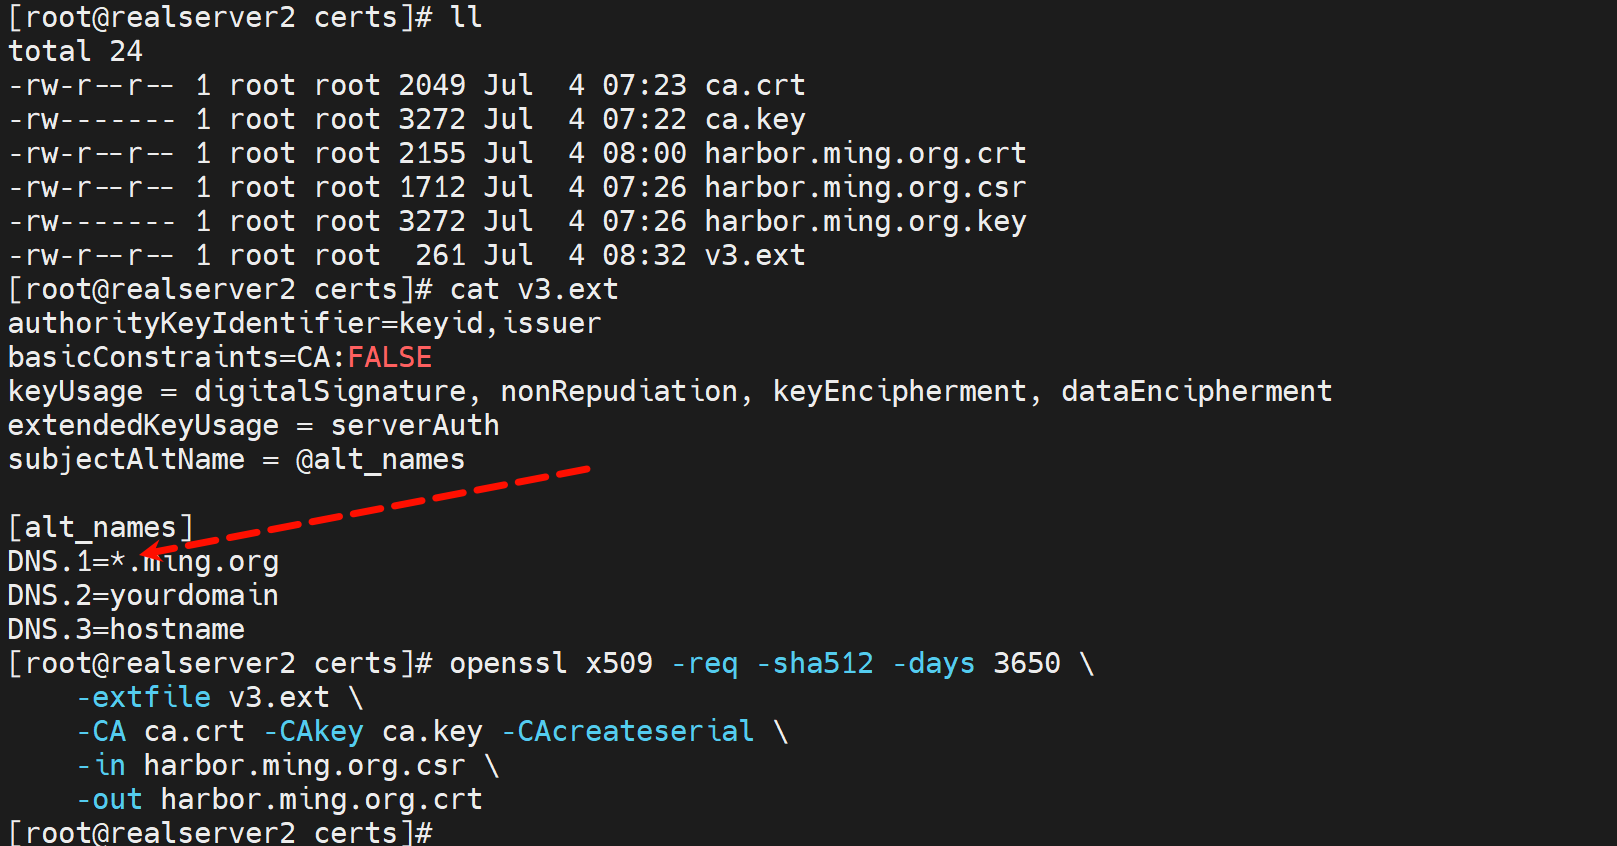 [root@realserver2 certs]# ll
total 24
-rw-r--r-- 1 root root 2049 Jul  4 07:23 ca.crt
-rw------- 1 root root 3272 Jul  4 07:22 ca.key
-rw-r--r-- 1 root root 2155 Jul  4 08:00 harbor.ming.org.crt
-rw-r--r-- 1 root root 1712 Jul  4 07:26 harbor.ming.org.csr
-rw------- 1 root root 3272 Jul  4 07:26 harbor.ming.org.key
-rw-r--r-- 1 root root  261 Jul  4 08:32 v3.ext
[root@realserver2 certs]# cat v3.ext
authorityKeyIdentifier=keyid,issuer
basicConstraints=CA:FALSE
keyUsage = digitalSignature, nonRepudiation, keyEncipherment, dataEncipherment
extendedKeyUsage = serverAuth
subjectAltName = @alt_names

[alt_names]
DNS.1=*.ming.org
DNS.2=yourdomain
DNS.3=hostname
[root@realserver2 certs]# openssl x509 -req -sha512 -days 3650 \
    -extfile v3.ext \
    -CA ca.crt -CAkey ca.key -CAcreateserial \
    -in harbor.ming.org.csr \
    -out harbor.ming.org.crt
[root@realserver2 certs]#